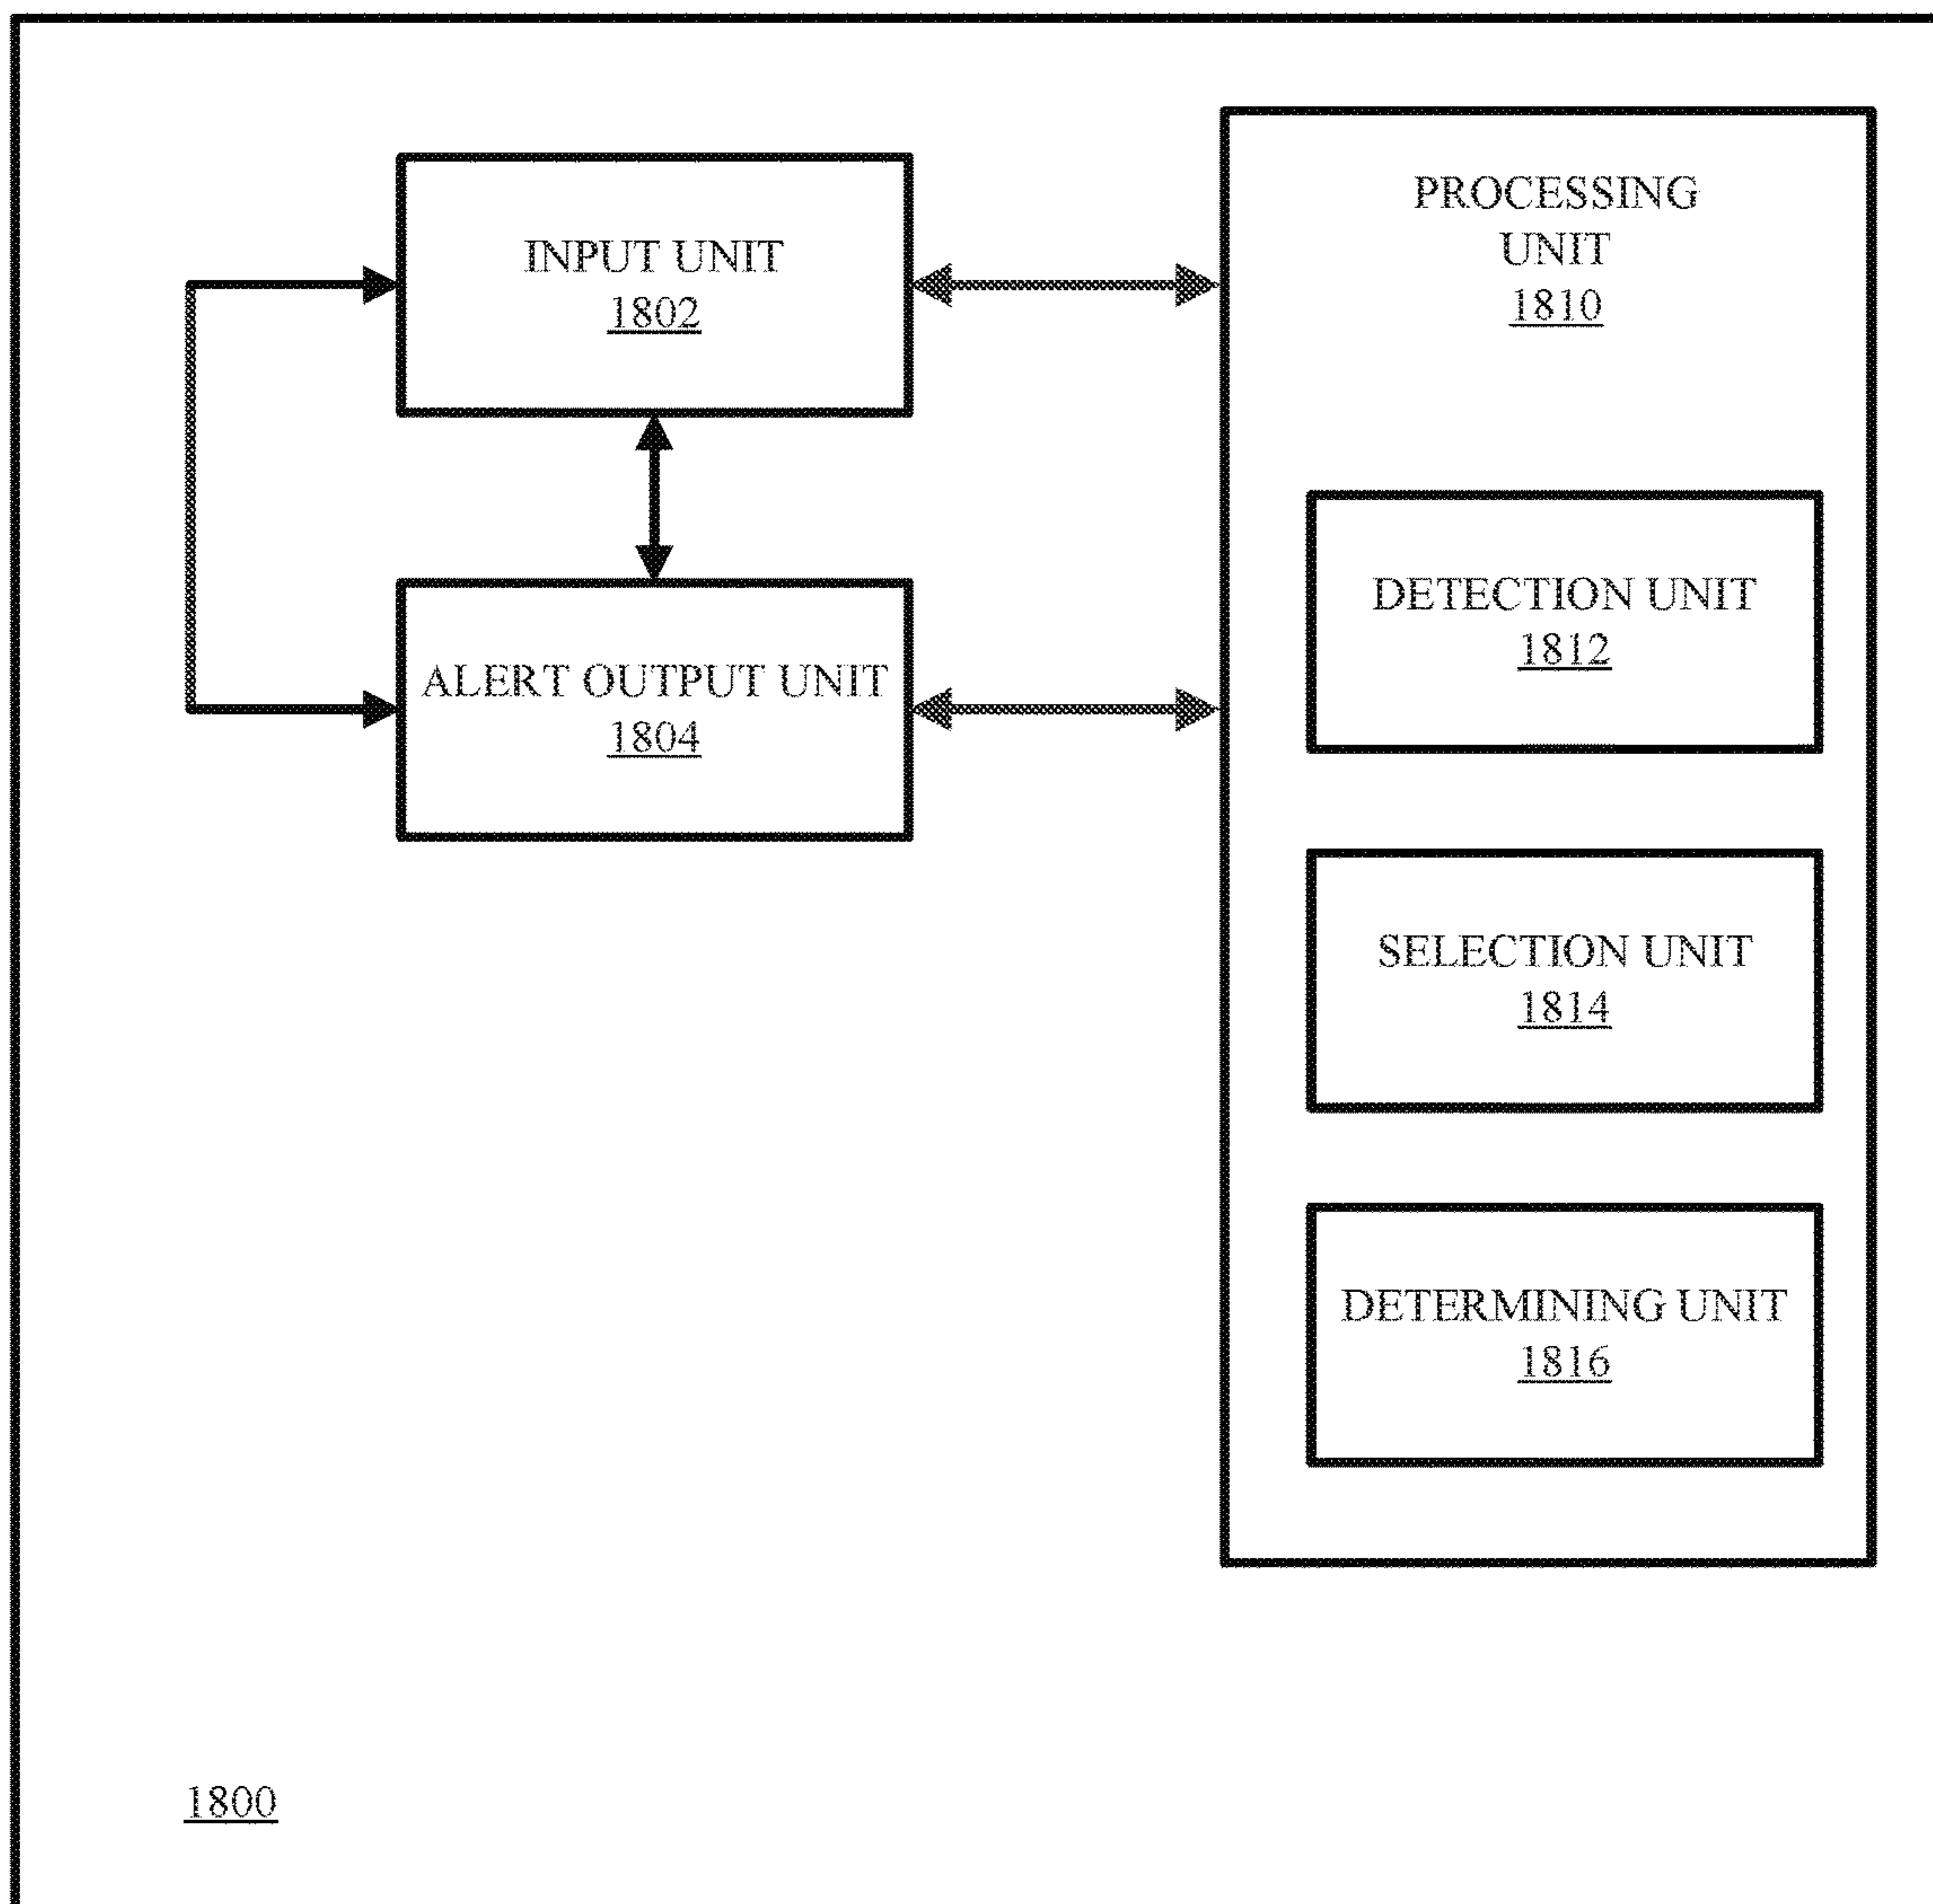 INPUT UNIT
1802
ALERT OUTPUT UNIT
1804
PROCESSING
UNIT
1810
DETECTION UNIT
1812
SELECTION UNIT
1814
DETERMINING UNIT
1816
1800